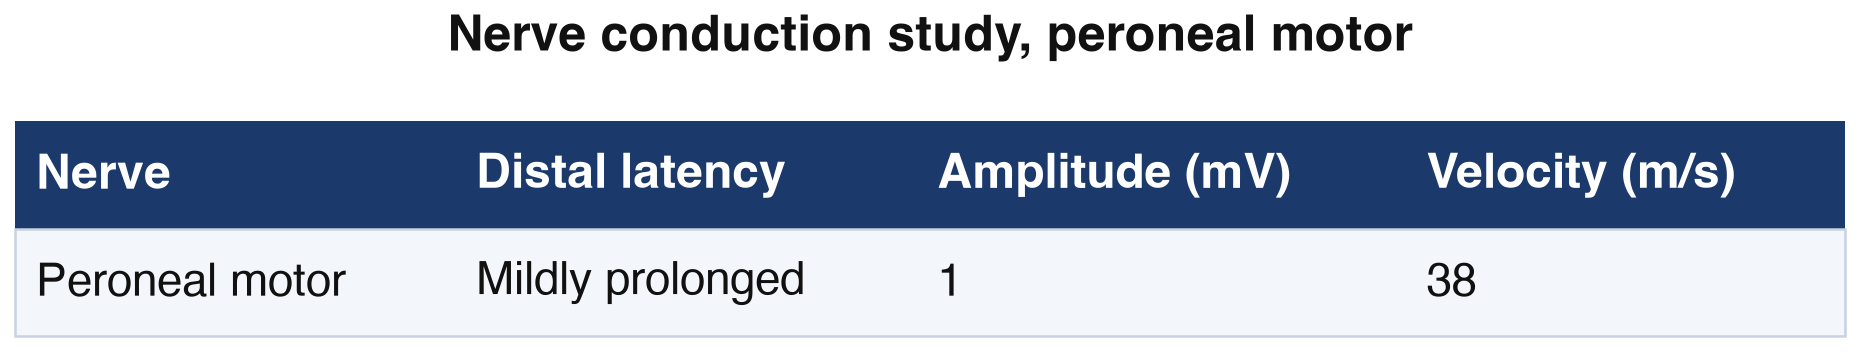 Nerve conduction study, peroneal motor
Nerve Distal latency Amplitude (mV) Velocity (m/s)
Peroneal motor Mildly prolonged 1 38